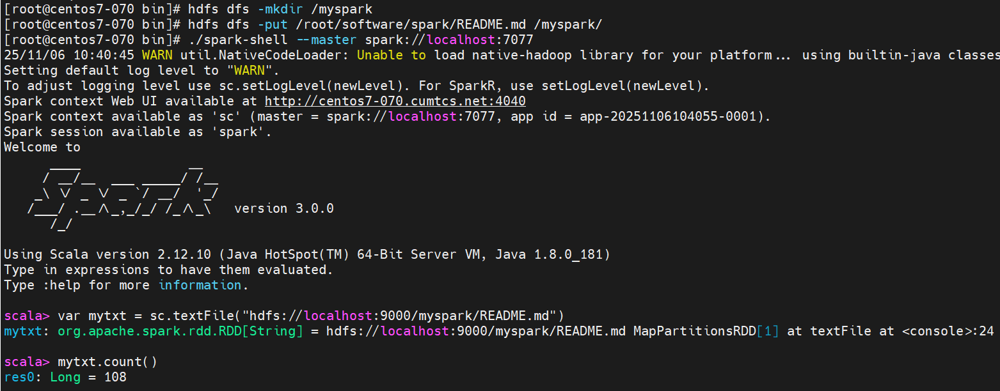 [root@centos7-070 bin]# hdfs dfs -mkdir /myspark
[root@centos7-070 bin]# hdfs dfs -put /root/software/spark/README.md /myspark/
[root@centos7-070 bin]# ./spark-shell --master spark://localhost:7077
25/11/06 10:40:45 WARN util.NativeCodeLoader: Unable to load native-hadoop library for your platform... using builtin-java classes
Setting default log level to "WARN".
To adjust logging level use sc.setLogLevel(newLevel). For SparkR, use setLogLevel(newLevel).
Spark context Web UI available at http://centos7-070.cumtcs.net:4040
Spark context available as 'sc' (master = spark://localhost:7077, app id = app-20251106104055-0001).
Spark session available as 'spark'.
Welcome to
      ____              __
     / __/__  ___ _____/ /__
    _\ \/ _ \/ _ `/ __/  '_/
   /___/ .__/\_,_/_/ /_/\_\   version 3.0.0
      /_/
Using Scala version 2.12.10 (Java HotSpot(TM) 64-Bit Server VM, Java 1.8.0_181)
Type in expressions to have them evaluated.
Type :help for more information.
scala> var mytxt = sc.textFile("hdfs://localhost:9000/myspark/README.md")
mytxt: org.apache.spark.rdd.RDD[String] = hdfs://localhost:9000/myspark/README.md MapPartitionsRDD[1] at textFile at <console>:24
scala> mytxt.count()
res0: Long = 108